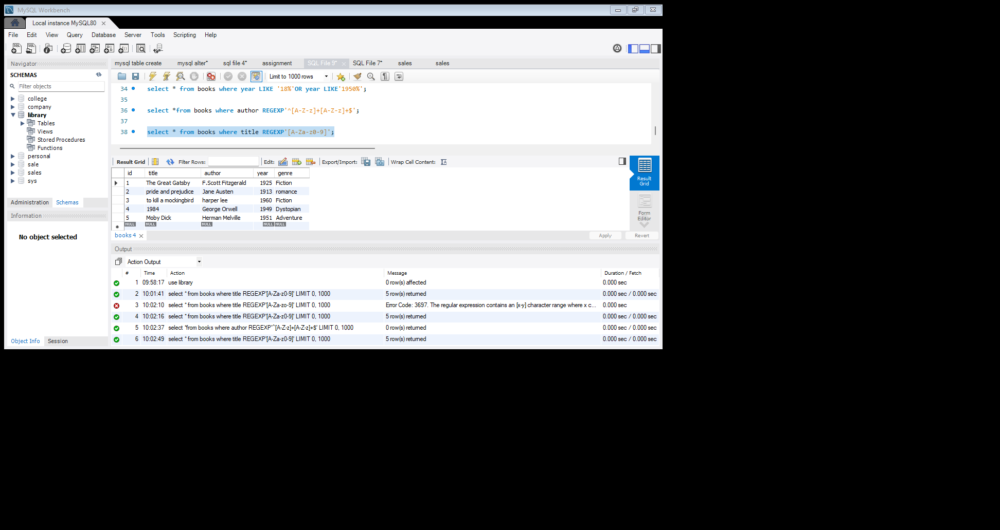 MySQL Workbench
Local instance MySQL80
File Edit View Query Database Server Tools Scripting Help
Navigator
SCHEMAS
Filter objects
college
company
library
Tables
Views
Stored Procedures
Functions
personal
sale
sales
sys
Administration Schemas
Information
No object selected
Object Info Session
mysql table create mysql alter* sql file 4* assignment SQL File 9* SQL File 7* sales sales
Limit to 1000 rows
34 select * from books where year LIKE '18%'OR year LIKE'1950%';
35
36 select *from books where author REGEXP'^[A-Z-z]+[A-Z-z]+$';
37
38 select * from books where title REGEXP'[A-Za-z0-9]';
Result Grid Filter Rows: Edit: Export/Import: Wrap Cell Content:
id title author year genre
1 The Great Gatsby F.Scott Fitzgerald 1925 Fiction
2 pride and prejudice Jane Austen 1913 romance
3 to kill a mockingbird harper lee 1960 Fiction
4 1984 George Orwell 1949 Dystopian
5 Moby Dick Herman Melville 1951 Adventure
NULL NULL NULL NULL NULL
Result Grid
Form Editor
books 4
Apply Revert
Output
Action Output
# Time Action Message Duration / Fetch
1 09:58:17 use library 0 row(s) affected 0.000 sec
2 10:01:41 select * from books where title REGEXP'[A-Za-z0-9]' LIMIT 0, 1000 5 row(s) returned 0.000 sec / 0.000 sec
3 10:02:10 select * from books where title REGEXP'[A-Za-zo-9]' LIMIT 0, 1000 Error Code: 3697. The regular expression contains an [x-y] character range where x c... 0.000 sec
4 10:02:16 select * from books where title REGEXP'[A-Za-z0-9]' LIMIT 0, 1000 5 row(s) returned 0.000 sec / 0.000 sec
5 10:02:37 select *from books where author REGEXP'^[A-Z-z]+[A-Z-z]+$' LIMIT 0, 1000 0 row(s) returned 0.000 sec / 0.000 sec
6 10:02:49 select * from books where title REGEXP'[A-Za-z0-9]' LIMIT 0, 1000 5 row(s) returned 0.000 sec / 0.000 sec